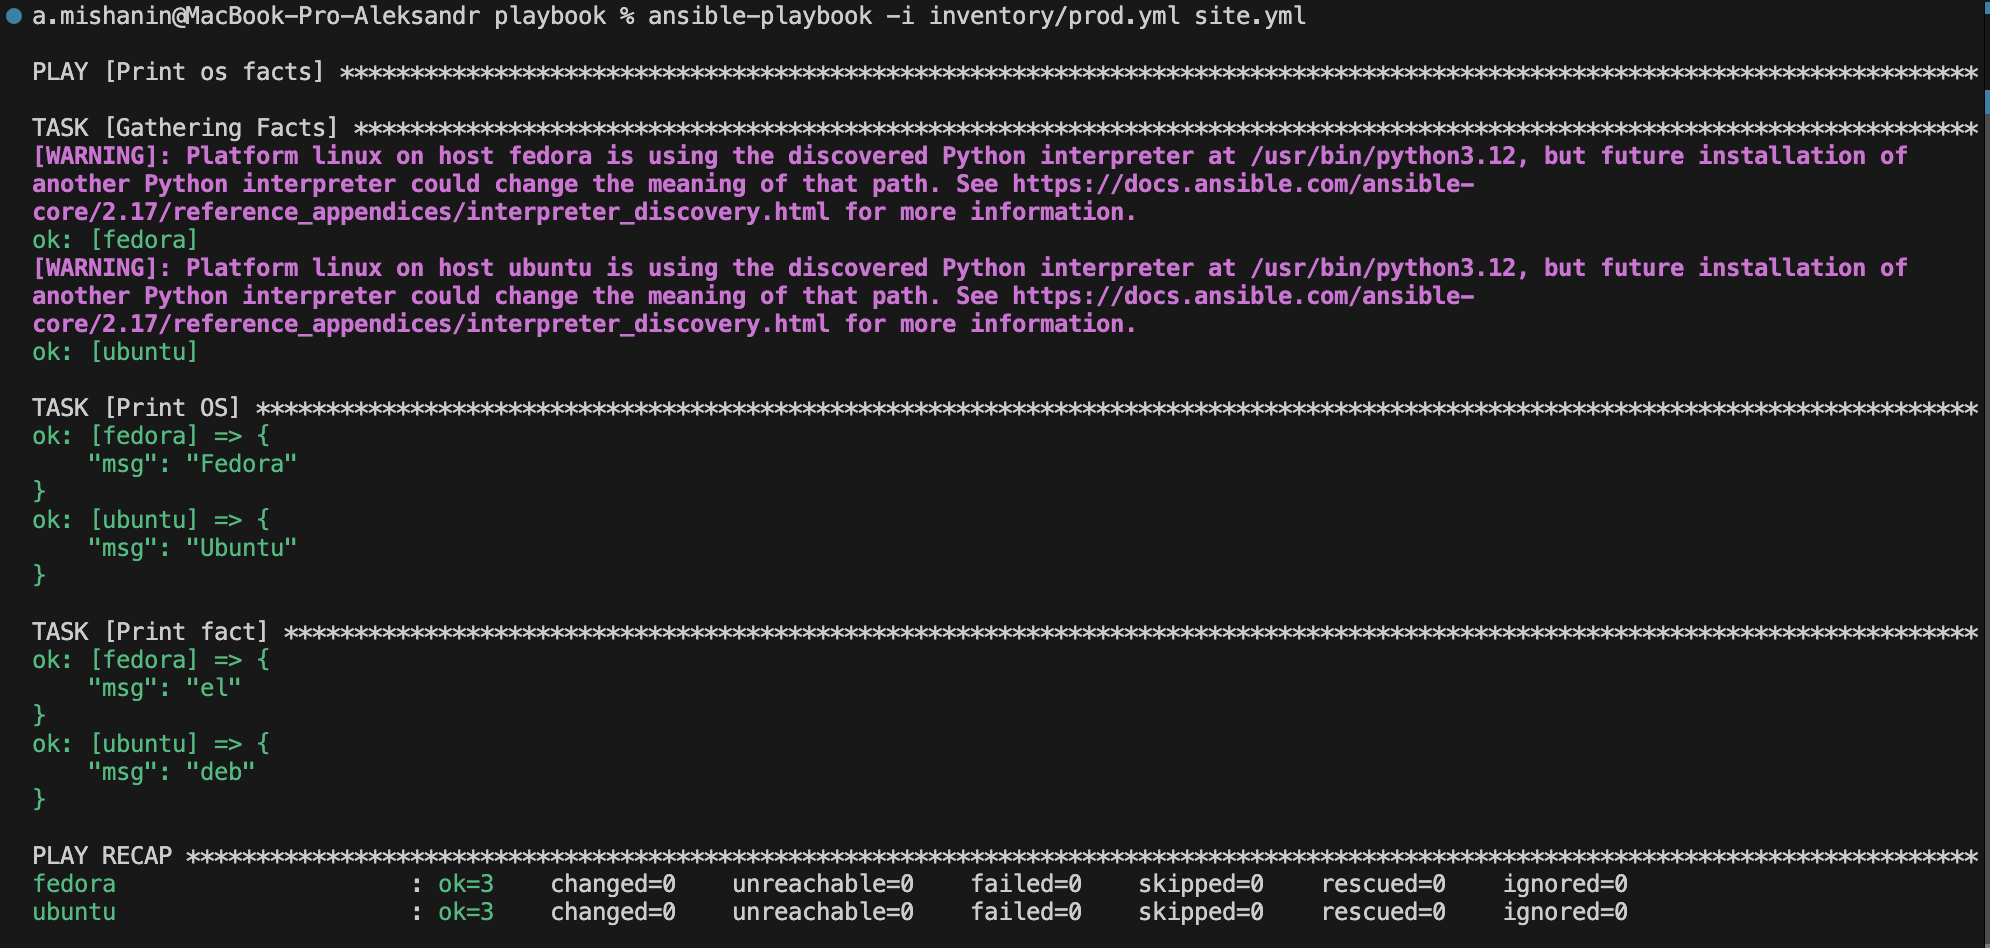 a.mishanin@MacBook-Pro-Aleksandr playbook % ansible-playbook -i inventory/prod.yml site.yml
PLAY [Print os facts] *********************************************************************************************************************
TASK [Gathering Facts] ********************************************************************************************************************
[WARNING]: Platform linux on host fedora is using the discovered Python interpreter at /usr/bin/python3.12, but future installation of
another Python interpreter could change the meaning of that path. See https://docs.ansible.com/ansible-
core/2.17/reference_appendices/interpreter_discovery.html for more information.
ok: [fedora]
[WARNING]: Platform linux on host ubuntu is using the discovered Python interpreter at /usr/bin/python3.12, but future installation of
another Python interpreter could change the meaning of that path. See https://docs.ansible.com/ansible-
core/2.17/reference_appendices/interpreter_discovery.html for more information.
ok: [ubuntu]
TASK [Print OS] ***************************************************************************************************************************
ok: [fedora] => {
    "msg": "Fedora"
}
ok: [ubuntu] => {
    "msg": "Ubuntu"
}
TASK [Print fact] *************************************************************************************************************************
ok: [fedora] => {
    "msg": "el"
}
ok: [ubuntu] => {
    "msg": "deb"
}
PLAY RECAP ********************************************************************************************************************************
fedora                     : ok=3    changed=0    unreachable=0    failed=0    skipped=0    rescued=0    ignored=0
ubuntu                     : ok=3    changed=0    unreachable=0    failed=0    skipped=0    rescued=0    ignored=0